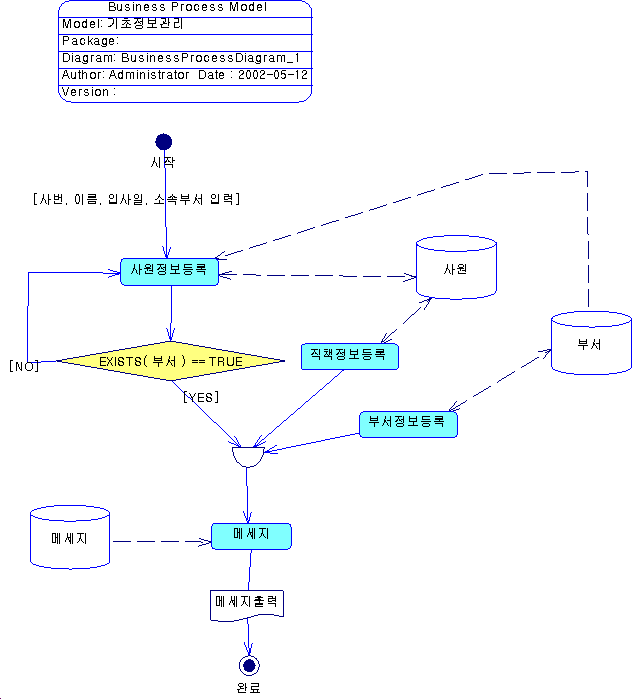 Business Process Model
Model: 기초정보관리
Package:
Diagram: BusinessProcessDiagram_1
Author: Administrator Date : 2002-05-12
Version :
시작
[사번, 이름, 입사일, 소속부서 입력]
사원정보등록
사원
부서
EXISTS( 부서 ) == TRUE
직책정보등록
[NO]
[YES]
부서정보등록
메세지
메세지
메세지출력
완료